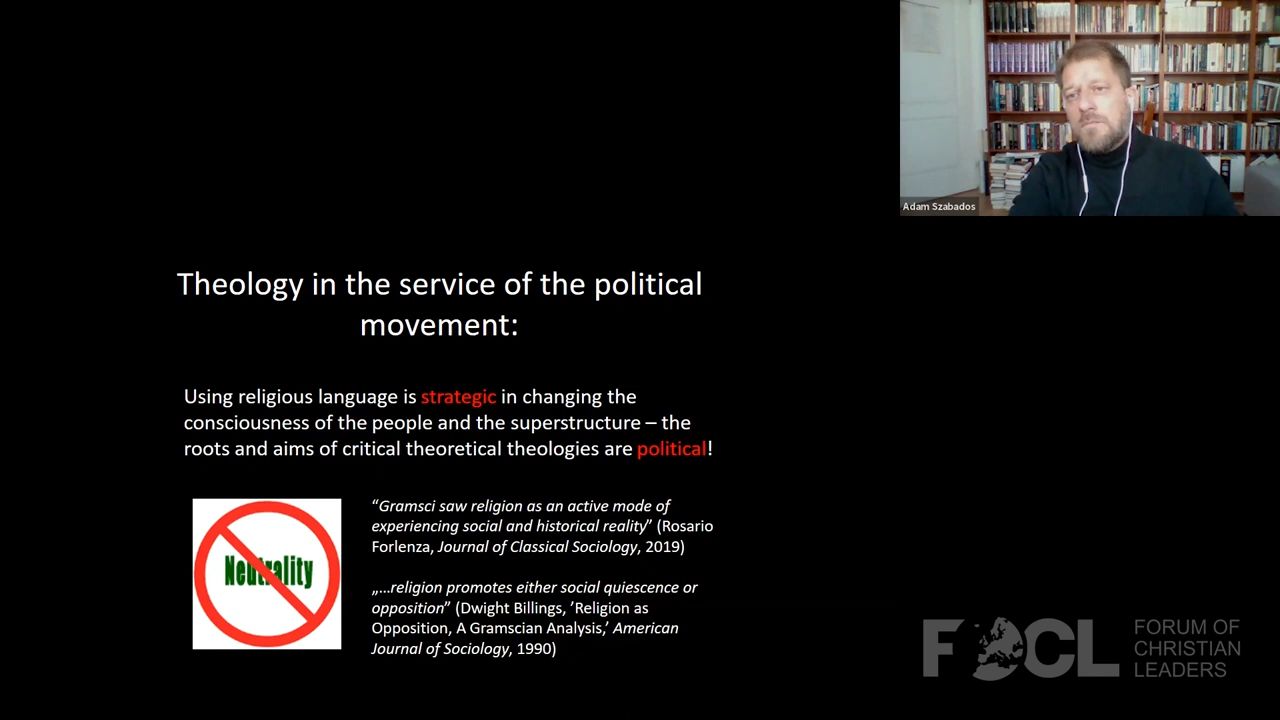 Adam Szabados
Theology in the service of the political
movement:
Using religious language is strategic in changing the
consciousness of the people and the superstructure – the
roots and aims of critical theoretical theologies are political!
Neutrality
“Gramsci saw religion as an active mode of
experiencing social and historical reality” (Rosario
Forlenza, Journal of Classical Sociology, 2019)
„…religion promotes either social quiescence or
opposition” (Dwight Billings, ’Religion as
Opposition, A Gramscian Analysis,’ American
Journal of Sociology, 1990)
FOCL
FORUM OF
CHRISTIAN
LEADERS